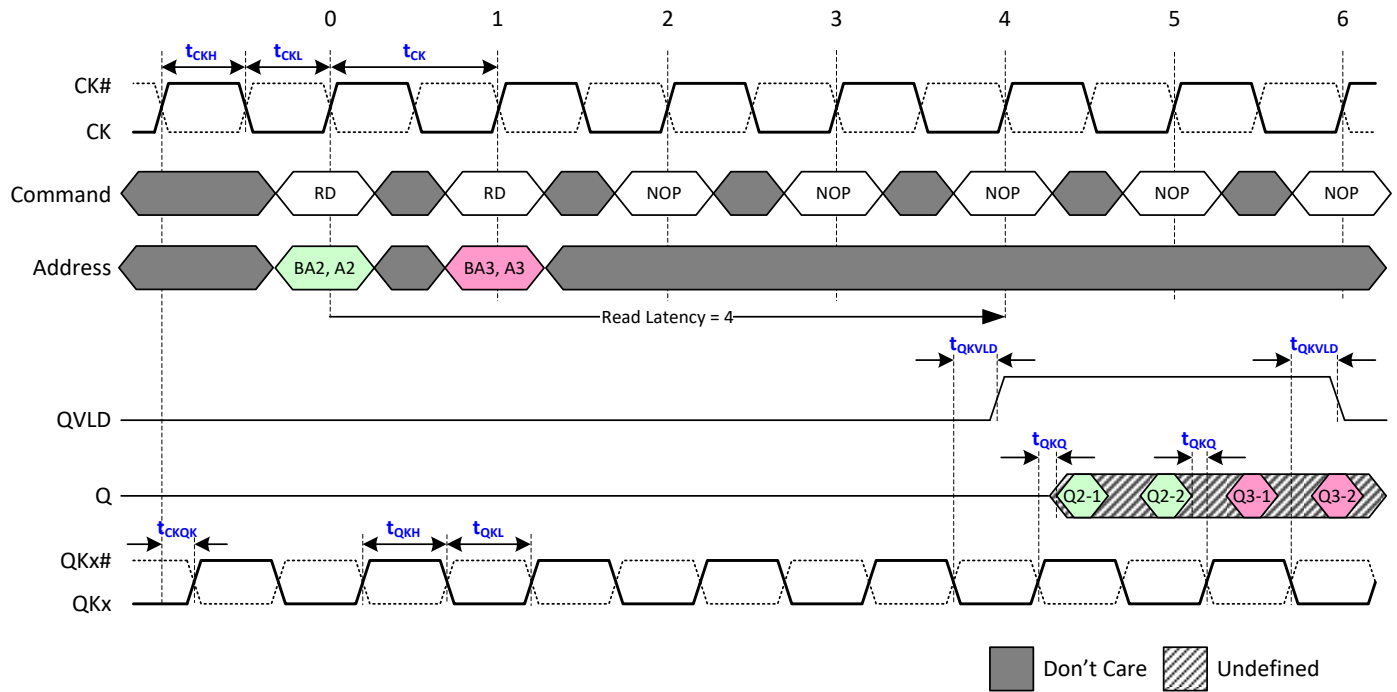 0 1 2 3 4 5 6
tCKH tCKL tCK
CK#
CK
Command RD RD NOP NOP NOP NOP NOP
Address BA2, A2 BA3, A3
Read Latency = 4
tQKVLD tQKVLD
QVLD
tQKQ tQKQ
Q Q2-1 Q2-2 Q3-1 Q3-2
tCKQK tQKH tQKL
QKx#
QKx
Don't Care Undefined